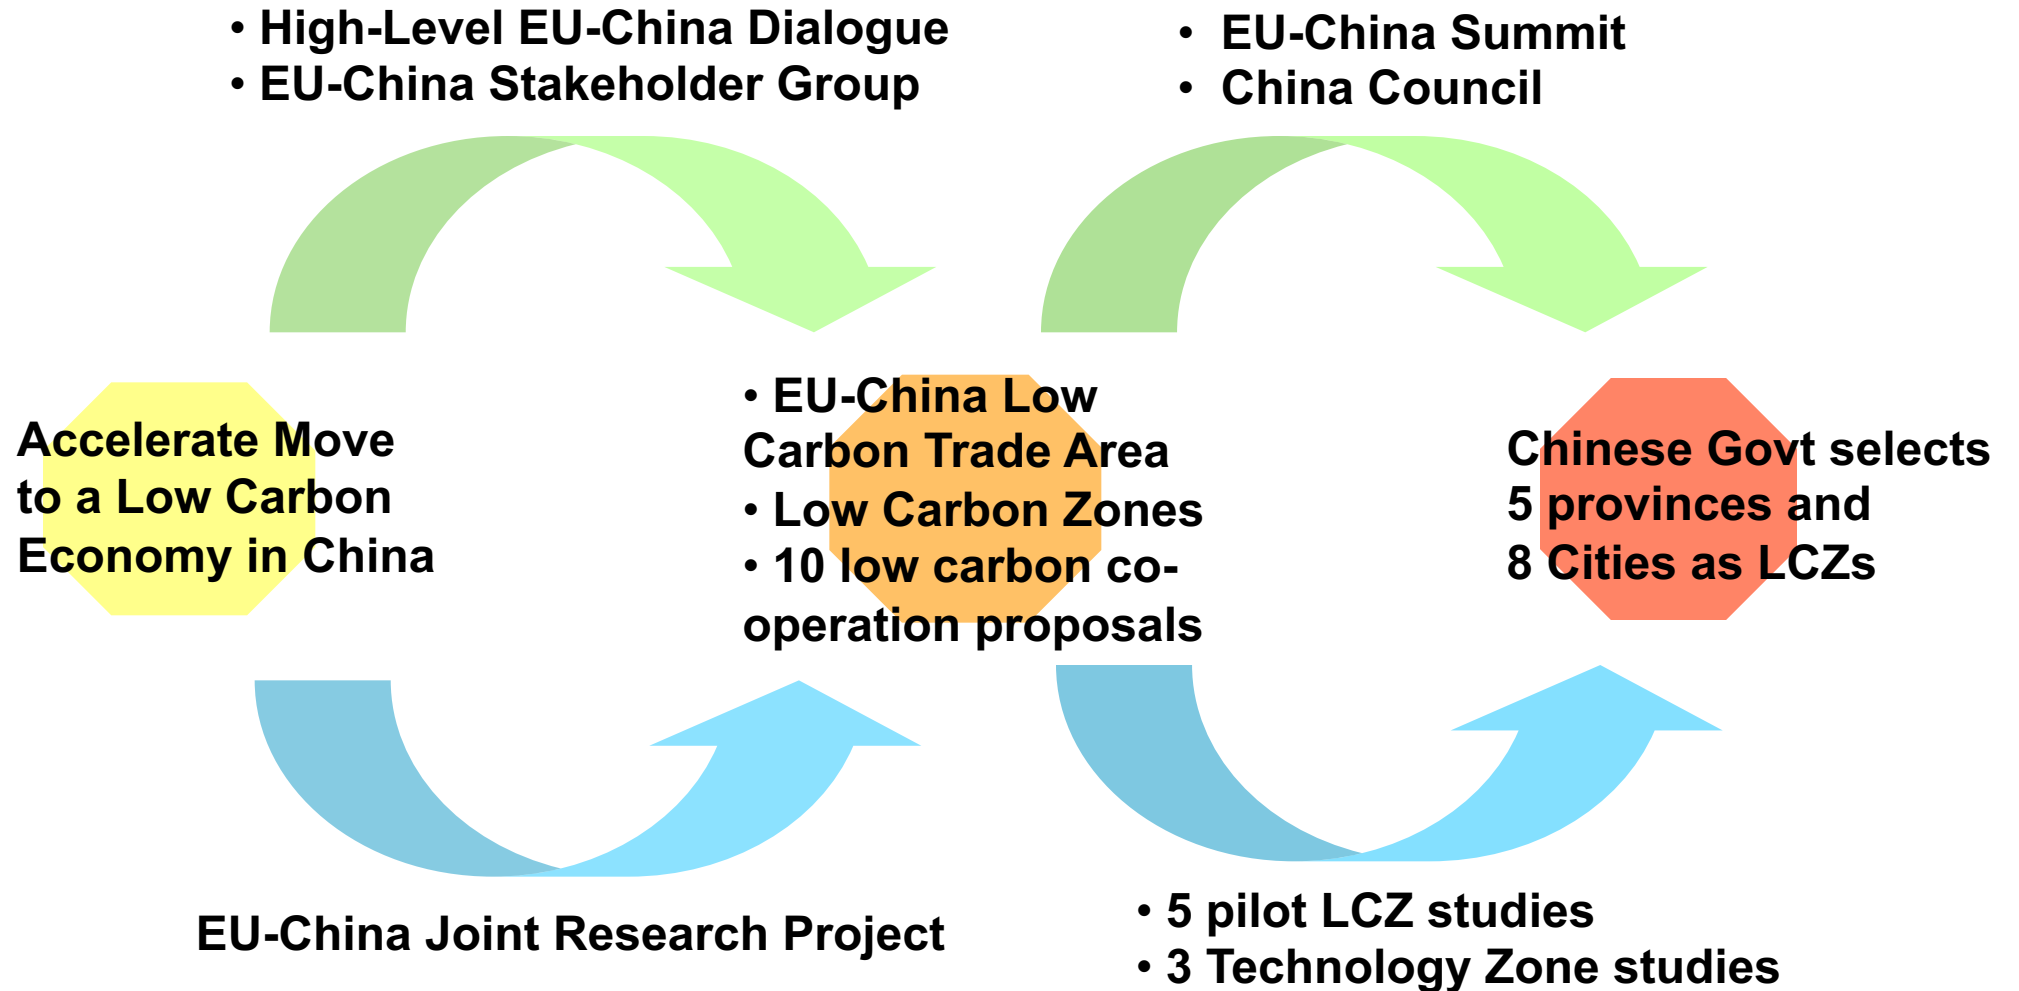 • High-Level EU-China Dialogue
• EU-China Stakeholder Group
• EU-China Summit
• China Council
Accelerate Move
to a Low Carbon
Economy in China
• EU-China Low
Carbon Trade Area
• Low Carbon Zones
• 10 low carbon co-
operation proposals
Chinese Govt selects
5 provinces and
8 Cities as LCZs
EU-China Joint Research Project
• 5 pilot LCZ studies
• 3 Technology Zone studies